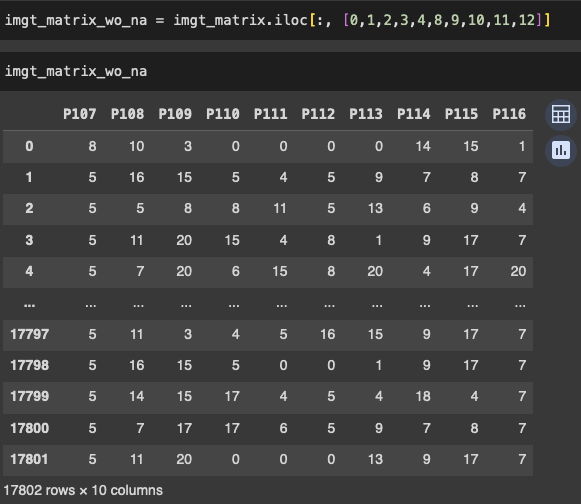 imgt_matrix_wo_na = imgt_matrix.iloc[:, [0,1,2,3,4,8,9,10,11,12]]
imgt_matrix_wo_na
P107 P108 P109 P110 P111 P112 P113 P114 P115 P116
0 8 10 3 0 0 0 0 14 15 1
1 5 16 15 5 4 5 9 7 8 7
2 5 5 8 8 11 5 13 6 9 4
3 5 11 20 15 4 8 1 9 17 7
4 5 7 20 6 15 8 20 4 17 20
... ... ... ... ... ... ... ... ... ... ...
17797 5 11 3 4 5 16 15 9 17 7
17798 5 16 15 5 0 0 1 9 17 7
17799 5 14 15 17 4 5 4 18 4 7
17800 5 7 17 17 6 5 9 7 8 7
17801 5 11 20 0 0 0 13 9 17 7
17802 rows × 10 columns